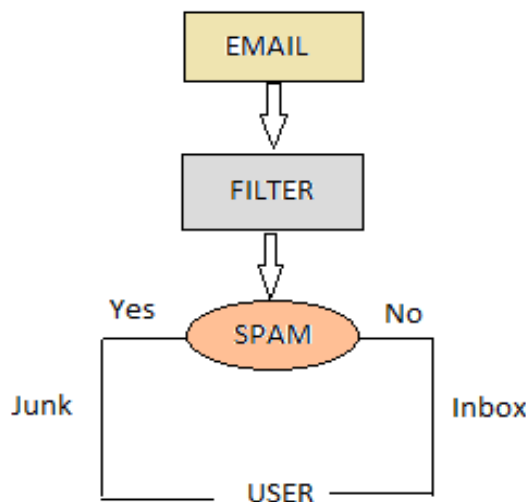 EMAIL
FILTER
Yes
No
SPAM
Junk
Inbox
USER